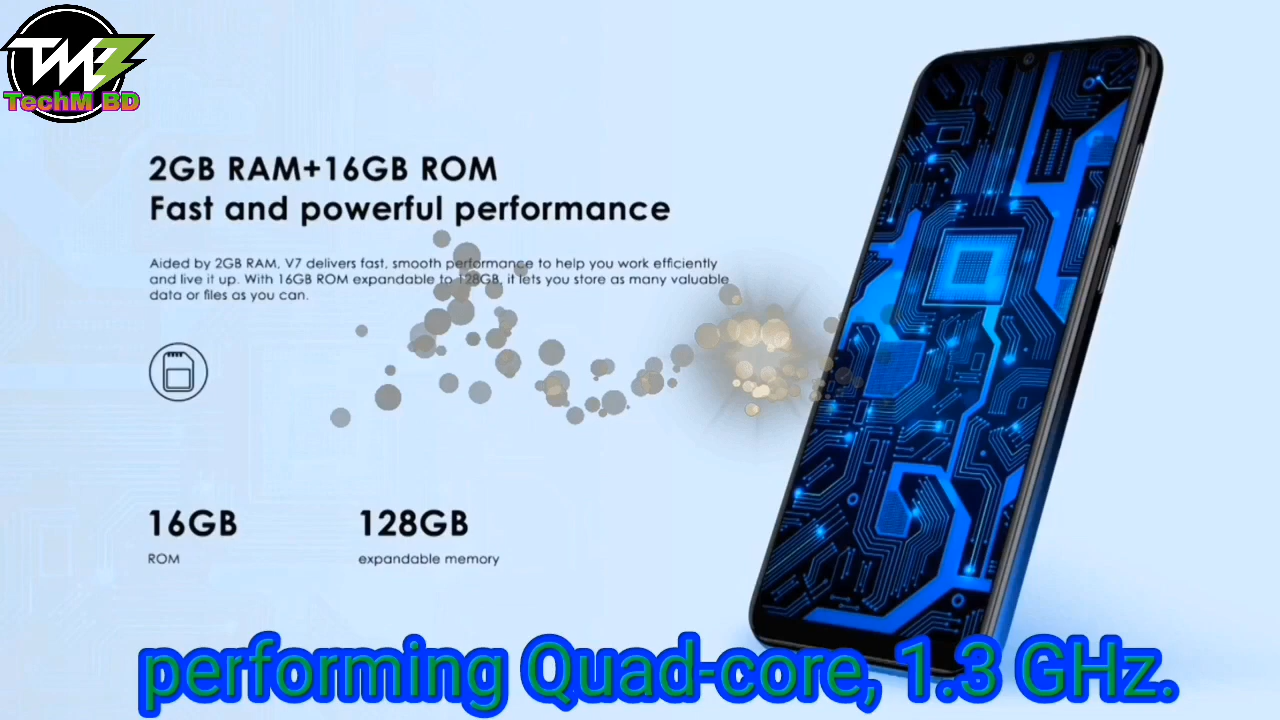 TMB
TechM BD
2GB RAM+16GB ROM
Fast and powerful performance
Aided by 2GB RAM, V7 delivers fast, smooth performance to help you work efficiently
and live it up. With 16GB ROM expandable to 128GB, it lets you store as many valuable
data or files as you can.
16GB
128GB
ROM
expandable memory
performing Quad-core, 1.3 GHz.